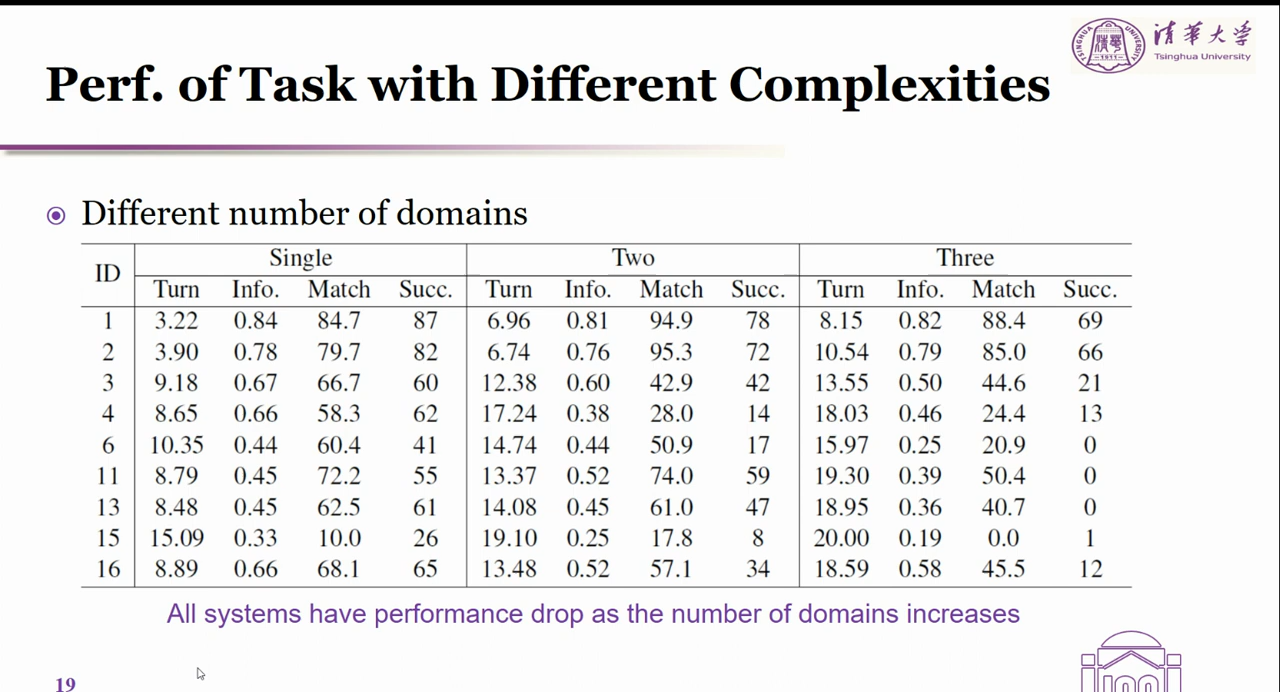 清華大学
Tsinghua University
TSINGHUA UNIVERSITY
-1911-
Perf. of Task with Different Complexities
Different number of domains
ID Single Two Three
Turn Info. Match Succ. Turn Info. Match Succ. Turn Info. Match Succ.
1 3.22 0.84 84.7 87 6.96 0.81 94.9 78 8.15 0.82 88.4 69
2 3.90 0.78 79.7 82 6.74 0.76 95.3 72 10.54 0.79 85.0 66
3 9.18 0.67 66.7 60 12.38 0.60 42.9 42 13.55 0.50 44.6 21
4 8.65 0.66 58.3 62 17.24 0.38 28.0 14 18.03 0.46 24.4 13
6 10.35 0.44 60.4 41 14.74 0.44 50.9 17 15.97 0.25 20.9 0
11 8.79 0.45 72.2 55 13.37 0.52 74.0 59 19.30 0.39 50.4 0
13 8.48 0.45 62.5 61 14.08 0.45 61.0 47 18.95 0.36 40.7 0
15 15.09 0.33 10.0 26 19.10 0.25 17.8 8 20.00 0.19 0.0 1
16 8.89 0.66 68.1 65 13.48 0.52 57.1 34 18.59 0.58 45.5 12
All systems have performance drop as the number of domains increases
19